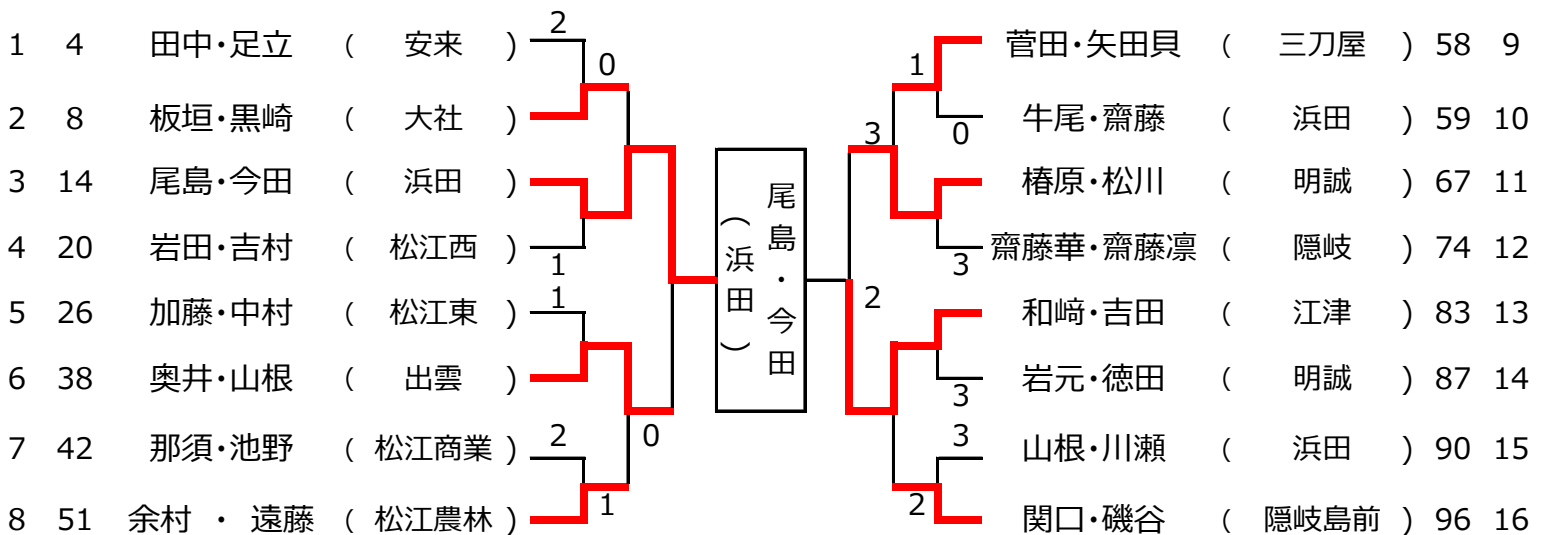 1 4 田中・足立 ( 安来 ) 2
0
2 8 板垣・黒崎 ( 大社 )
3 14 尾島・今田 ( 浜田 )
4 20 岩田・吉村 ( 松江西 ) 1
5 26 加藤・中村 ( 松江東 ) 1
6 38 奥井・山根 ( 出雲 )
7 42 那須・池野 ( 松江商業 ) 2
0
8 51 余村 ・ 遠藤 ( 松江農林 ) 1
尾島・今田
(浜田)
菅田・矢田貝 ( 三刀屋 ) 58 9
1
0 牛尾・齋藤 ( 浜田 ) 59 10
3
椿原・松川 ( 明誠 ) 67 11
3 齋藤華・齋藤凛 ( 隠岐 ) 74 12
2
和﨑・吉田 ( 江津 ) 83 13
3 岩元・徳田 ( 明誠 ) 87 14
3 山根・川瀬 ( 浜田 ) 90 15
2 関口・磯谷 ( 隠岐島前 ) 96 16